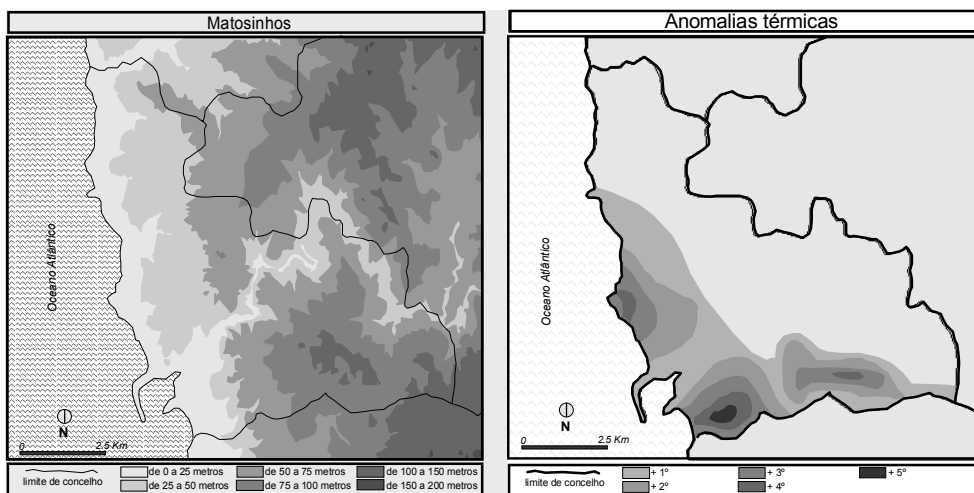 Matosinhos
Oceano Atlântico
N
0 2.5 Km
limite de concelho
de 0 a 25 metros
de 25 a 50 metros
de 50 a 75 metros
de 75 a 100 metros
de 100 a 150 metros
de 150 a 200 metros
Anomalias térmicas
Oceano Atlântico
N
0 2.5 Km
limite de concelho
+ 1º
+ 2º
+ 3º
+ 4º
+ 5º